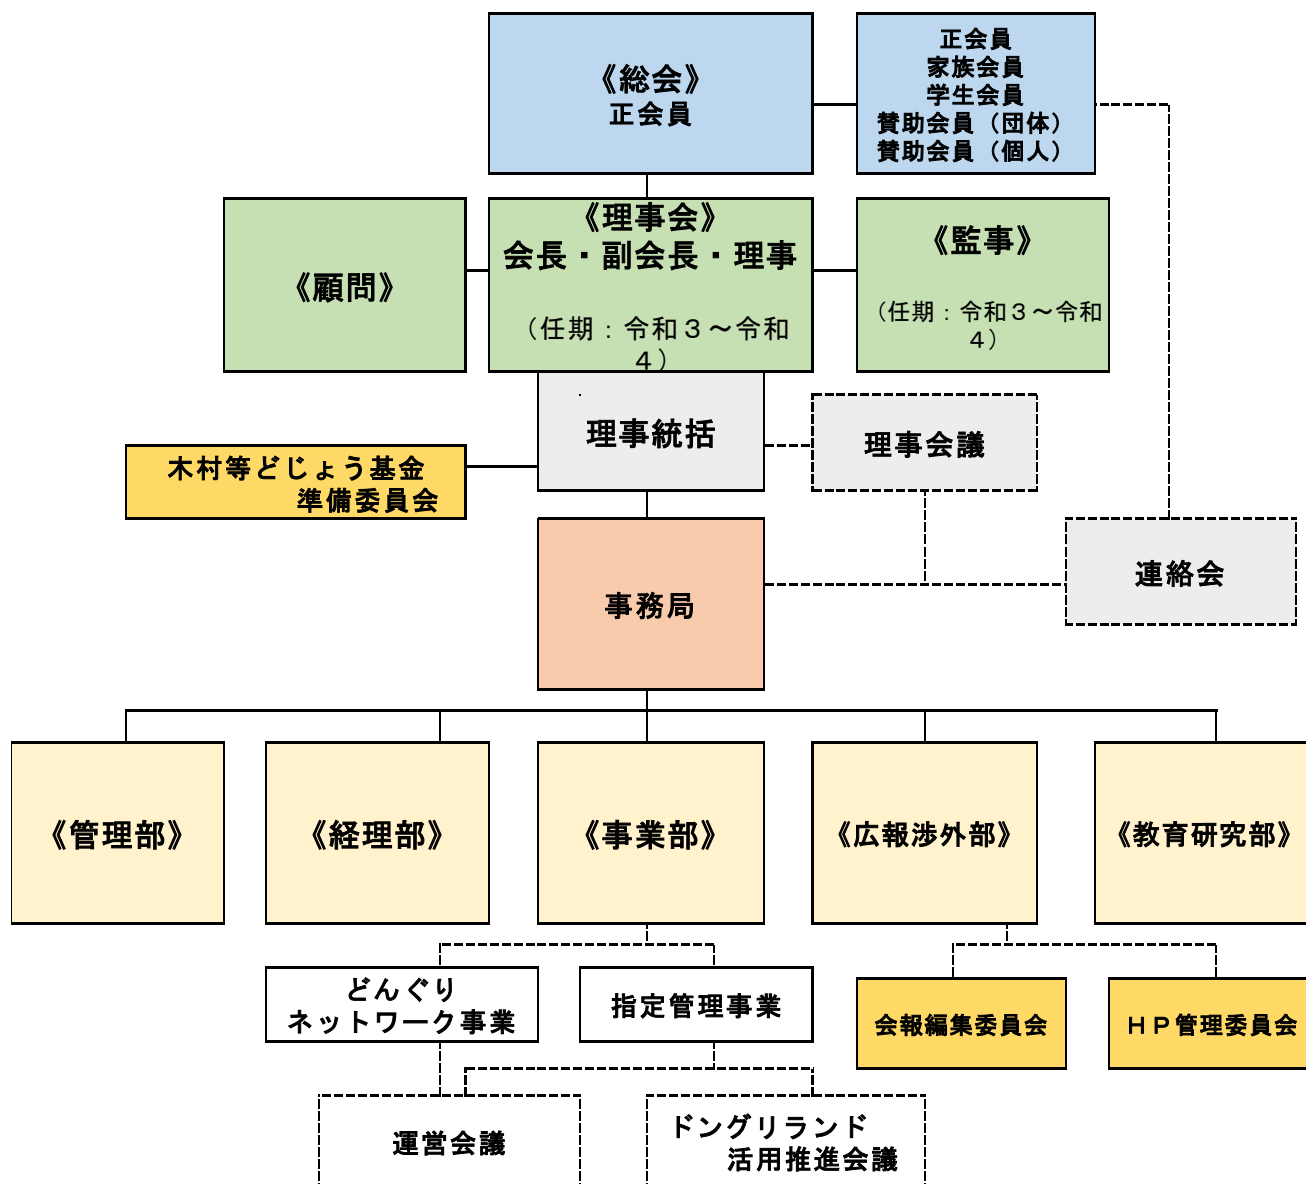 《総会》
正会員
正会員
家族会員
学生会員
賛助会員（団体）
賛助会員（個人）
《顧問》
《理事会》
会長・副会長・理事
（任期：令和３～令和
４）
《監事》
（任期：令和３～令和
４）
理事統括
理事会議
木村等どじょう基金
準備委員会
事務局
連絡会
《管理部》
《経理部》
《事業部》
《広報渉外部》
《教育研究部》
どんぐり
ネットワーク事業
指定管理事業
会報編集委員会
ＨＰ管理委員会
運営会議
ドングリランド
活用推進会議